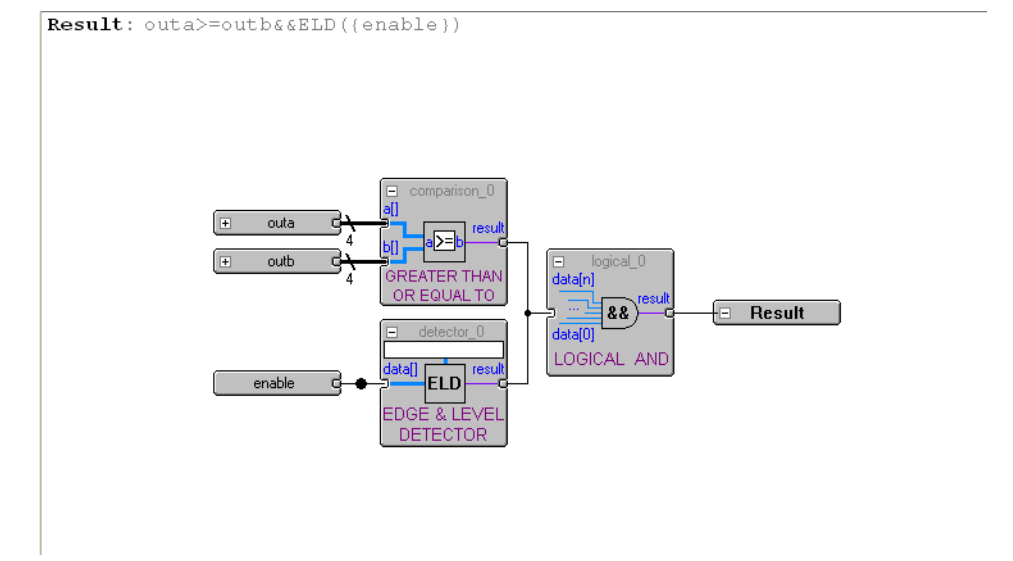 Result: outa>=outb&&ELD({enable})
comparison_0
a[]
outa
result
4
a>=b
b[]
outb
4
GREATER THAN
OR EQUAL TO
logical_0
data[n]
...
&&
result
Result
data[0]
LOGICAL AND
detector_0
data[]
result
enable
ELD
EDGE & LEVEL
DETECTOR